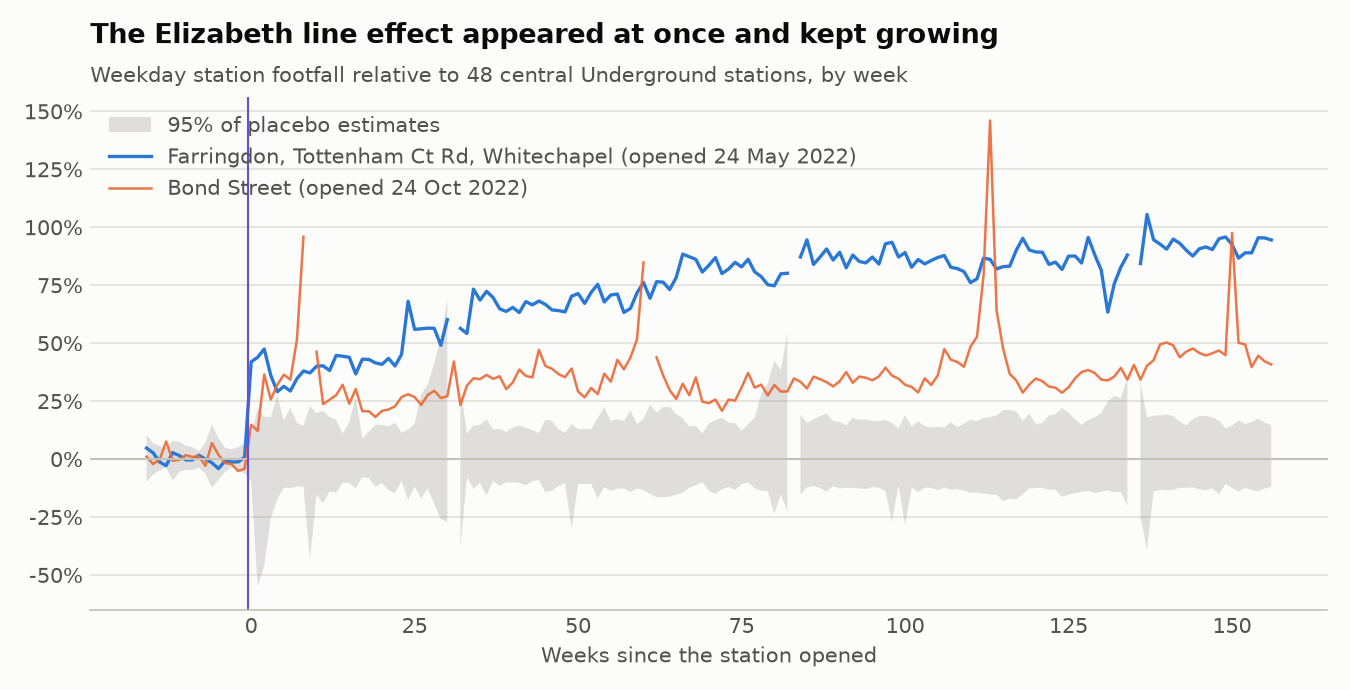 The Elizabeth line effect appeared at once and kept growing
Weekday station footfall relative to 48 central Underground stations, by week
150%
125%
100%
75%
50%
25%
0%
-25%
-50%
95% of placebo estimates
Farringdon, Tottenham Ct Rd, Whitechapel (opened 24 May 2022)
Bond Street (opened 24 Oct 2022)
0 25 50 75 100 125 150
Weeks since the station opened